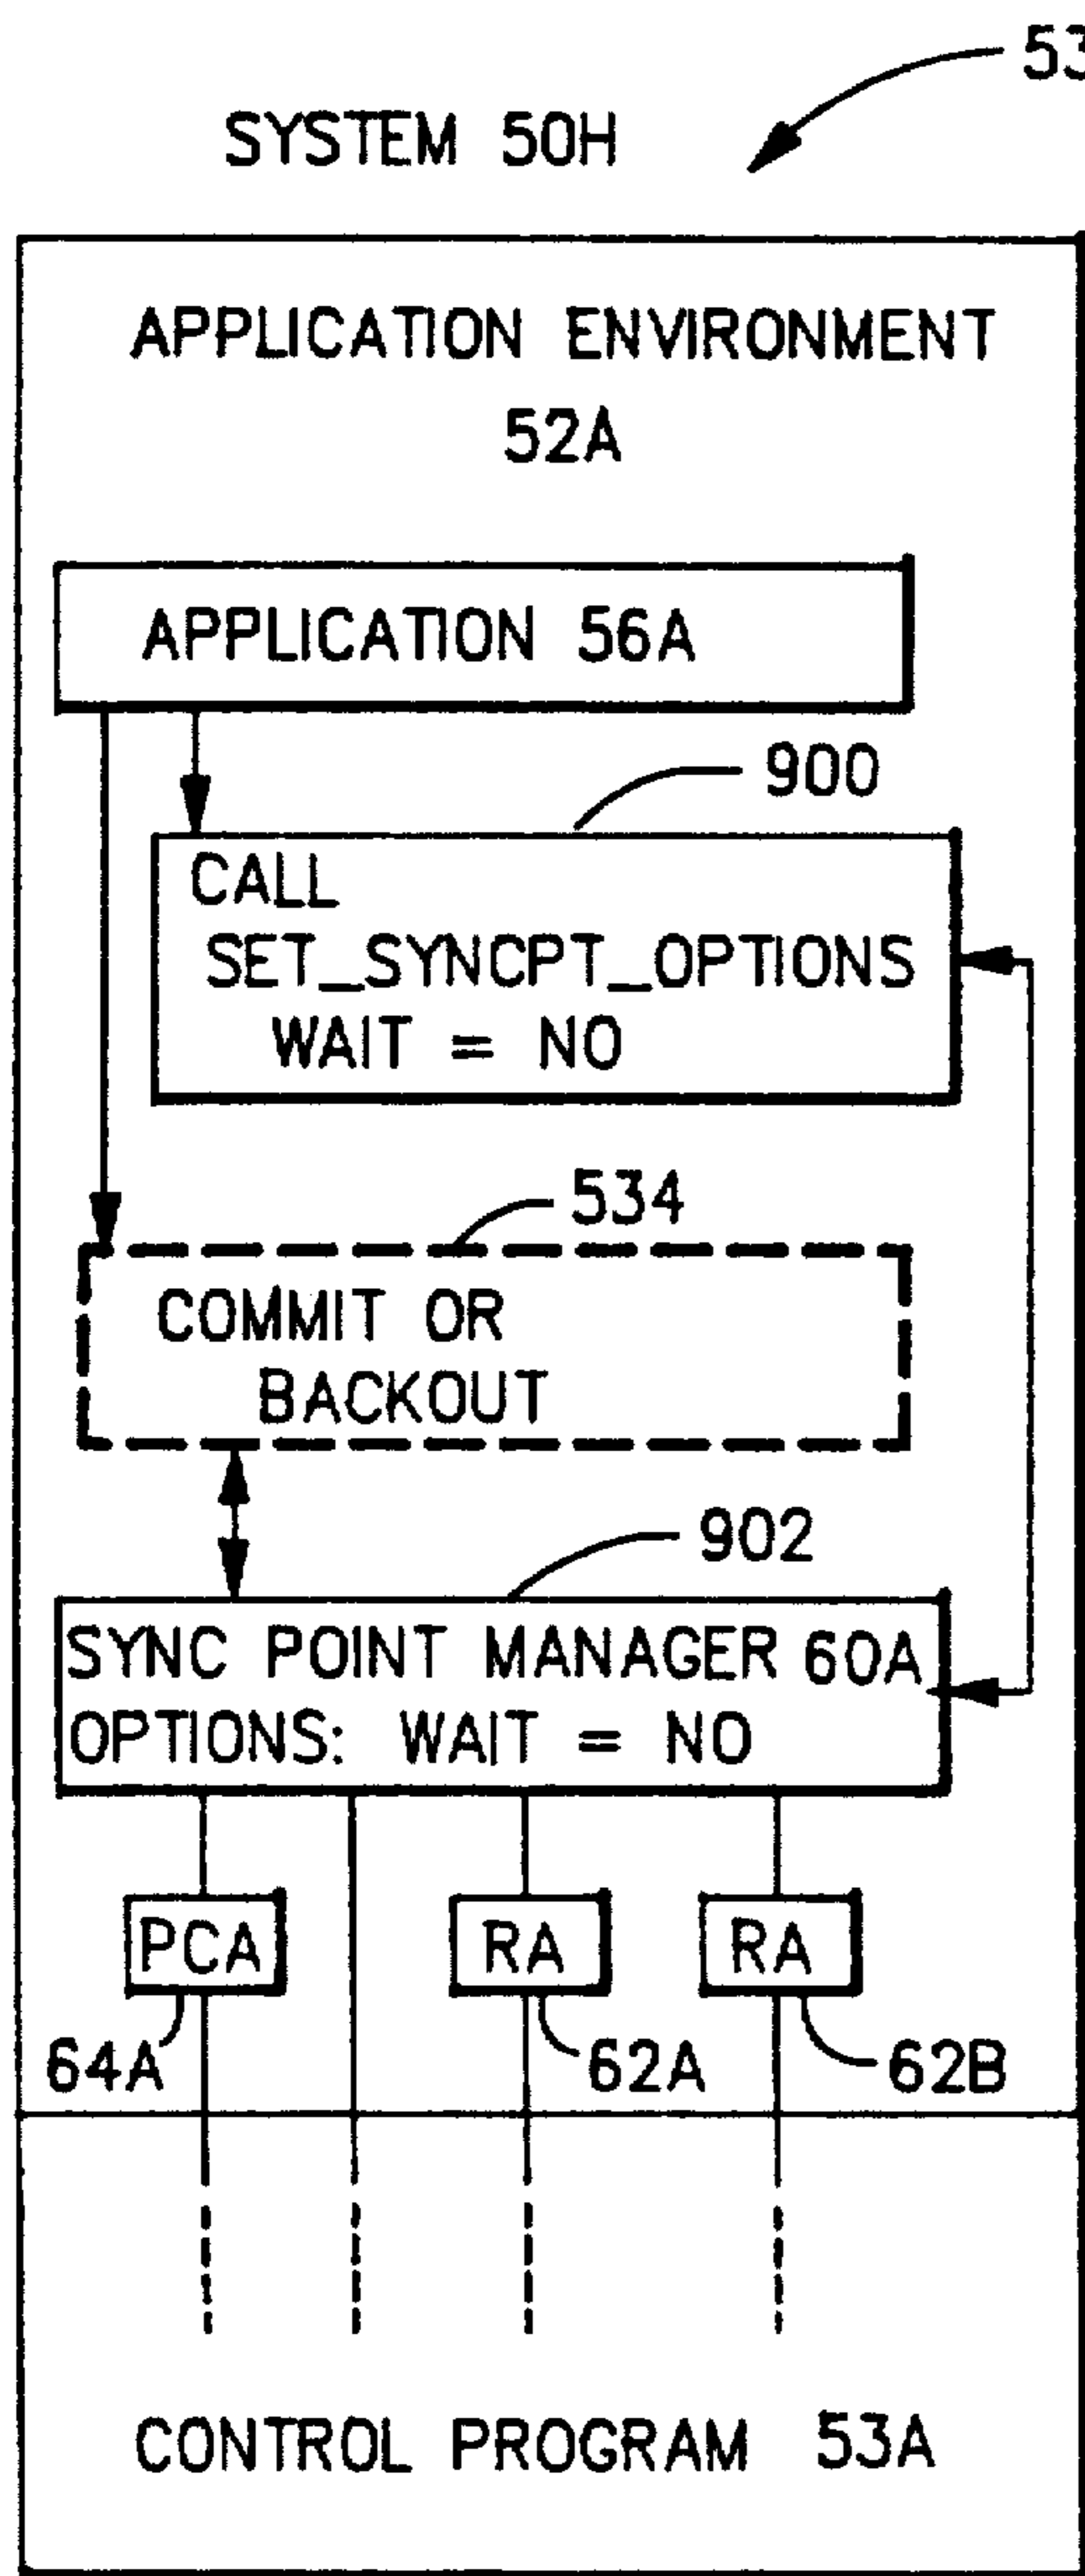 53
SYSTEM 50H
APPLICATION ENVIRONMENT
52A
APPLICATION 56A
900
CALL
SET_SYNCPT_OPTIONS
WAIT = NO
534
COMMIT OR
BACKOUT
902
SYNC POINT MANAGER 60A
OPTIONS: WAIT = NO
PCA RA RA
64A 62A 62B
CONTROL PROGRAM 53A